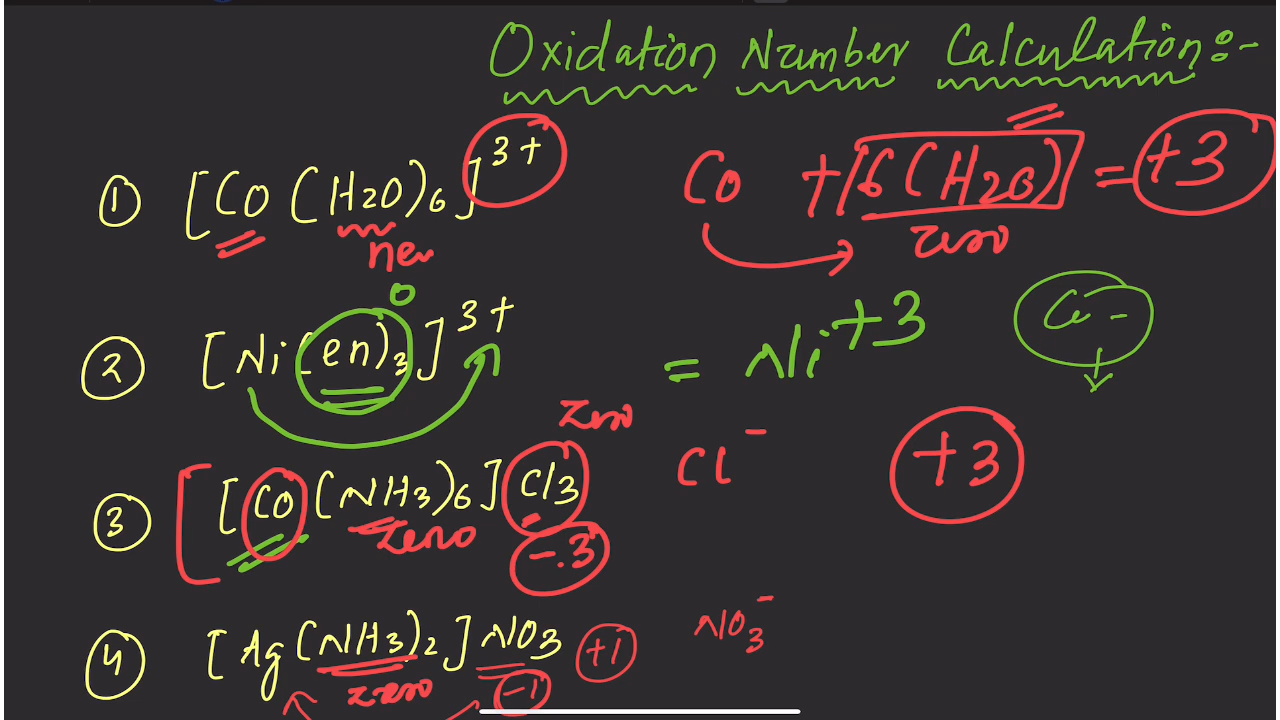 Oxidation Number Calculation:-
① [Co(H2O)6]3+ Co + 6(H2O) = +3
neu zero
0
② [Ni(en)3]3+ = Ni+3
zero
③ [Co(NH3)6]Cl3 Cl- +3
zero -3
④ [Ag(NH3)2]NO3 +1 NO3-
zero -1